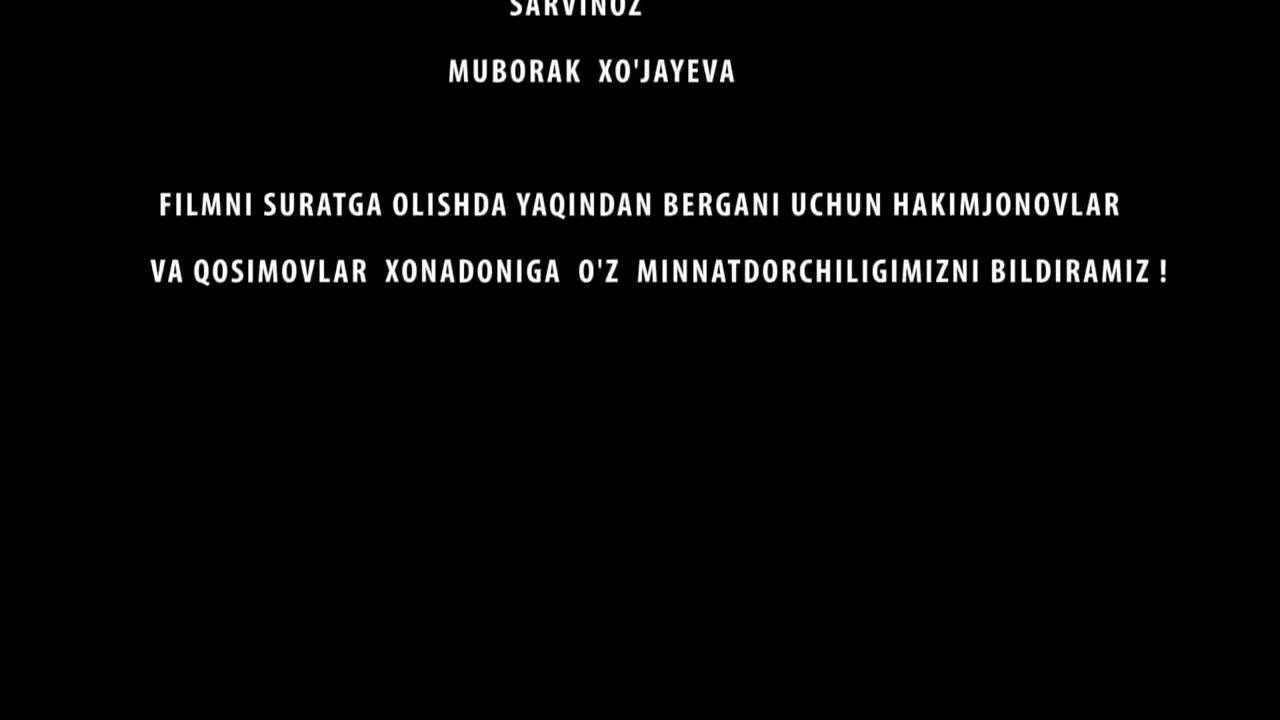 SARVINOZ
MUBORAK XO'JAYEVA
FILMNI SURATGA OLISHDA YAQINDAN BERGANI UCHUN HAKIMJONOVLAR
VA QOSIMOVLAR XONADONIGA O'Z MINNATDORCHILIGIMIZNI BILDIRAMIZ !